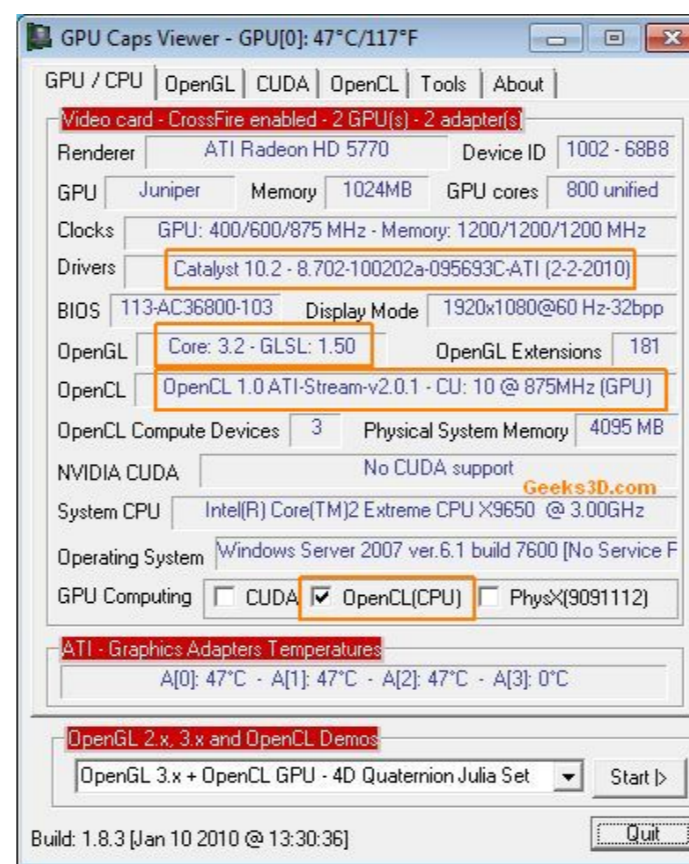 GPU Caps Viewer - GPU[0]: 47°C/117°F
GPU / CPU OpenGL CUDA OpenCL Tools About
Video card - CrossFire enabled - 2 GPU(s) - 2 adapter(s)
Renderer ATI Radeon HD 5770 Device ID 1002 - 68B8
GPU Juniper Memory 1024MB GPU cores 800 unified
Clocks GPU: 400/600/875 MHz - Memory: 1200/1200/1200 MHz
Drivers Catalyst 10.2 - 8.702-100202a-095693C-ATI (2-2-2010)
BIOS 113-AC36800-103 Display Mode 1920x1080@60 Hz-32bpp
OpenGL Core: 3.2 - GLSL: 1.50 OpenGL Extensions 181
OpenCL OpenCL 1.0 ATI-Stream-v2.0.1 - CU: 10 @ 875MHz (GPU)
OpenCL Compute Devices 3 Physical System Memory 4095 MB
NVIDIA CUDA No CUDA support
Geeks3D.com
System CPU Intel(R) Core(TM)2 Extreme CPU X9650 @ 3.00GHz
Operating System Windows Server 2007 ver.6.1 build 7600 [No Service F
GPU Computing CUDA OpenCL(CPU) PhysX(9091112)
ATI - Graphics Adapters Temperatures
A[0]: 47°C - A[1]: 47°C - A[2]: 47°C - A[3]: 0°C
OpenGL 2.x, 3.x and OpenCL Demos
OpenGL 3.x + OpenCL GPU - 4D Quaternion Julia Set Start |>
Build: 1.8.3 [Jan 10 2010 @ 13:30:36] Quit